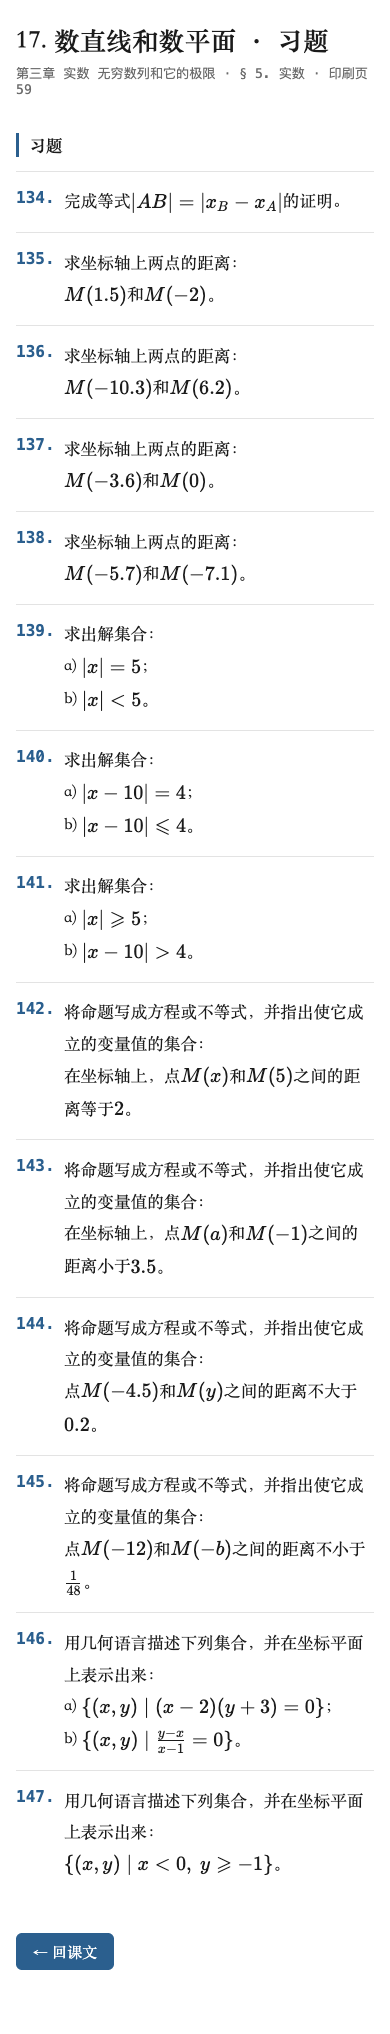 17. 数直线和数平面 · 习题
第三章 实数 无穷数列和它的极限 · § 5. 实数 · 印刷页
59
习题
134. 完成等式|AB| = |x_B − x_A|的证明。
135. 求坐标轴上两点的距离：
M(1.5)和M(−2)。
136. 求坐标轴上两点的距离：
M(−10.3)和M(6.2)。
137. 求坐标轴上两点的距离：
M(−3.6)和M(0)。
138. 求坐标轴上两点的距离：
M(−5.7)和M(−7.1)。
139. 求出解集合：
a) |x| = 5；
b) |x| < 5。
140. 求出解集合：
a) |x − 10| = 4；
b) |x − 10| ⩽ 4。
141. 求出解集合：
a) |x| ⩾ 5；
b) |x − 10| > 4。
142. 将命题写成方程或不等式，并指出使它成
立的变量值的集合：
在坐标轴上，点M(x)和M(5)之间的距
离等于2。
143. 将命题写成方程或不等式，并指出使它成
立的变量值的集合：
在坐标轴上，点M(a)和M(−1)之间的
距离小于3.5。
144. 将命题写成方程或不等式，并指出使它成
立的变量值的集合：
点M(−4.5)和M(y)之间的距离不大于
0.2。
145. 将命题写成方程或不等式，并指出使它成
立的变量值的集合：
点M(−12)和M(−b)之间的距离不小于
1/48。
146. 用几何语言描述下列集合，并在坐标平面
上表示出来：
a) {(x, y) | (x − 2)(y + 3) = 0}；
b) {(x, y) | (y−x)/(x−1) = 0}。
147. 用几何语言描述下列集合，并在坐标平面
上表示出来：
{(x, y) | x < 0, y ⩾ −1}。
← 回课文